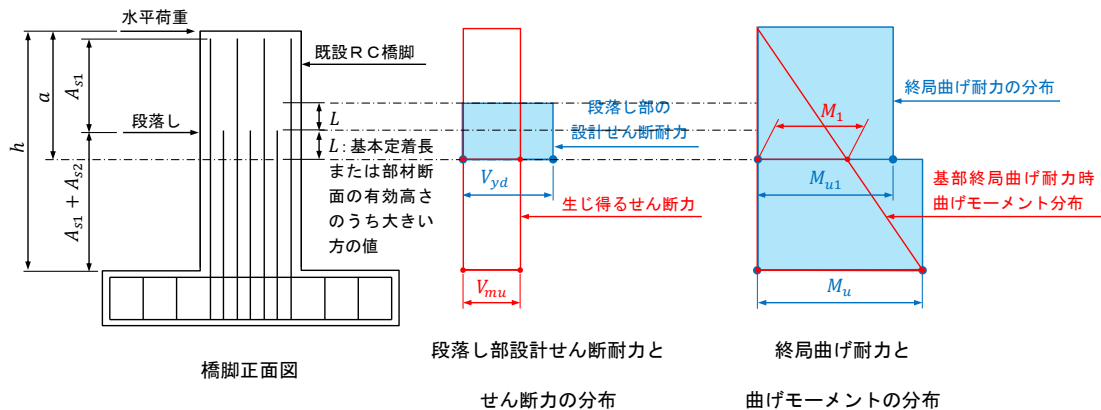 水平荷重
既設ＲＣ橋脚
A_{s1}
a
h
段落し
A_{s1} + A_{s2}
L
L：基本定着長
または部材断
面の有効高さ
のうち大きい
方の値
橋脚正面図
段落し部の
設計せん断耐力
V_{yd}
生じ得るせん断力
V_{mu}
段落し部設計せん断耐力と
せん断力の分布
終局曲げ耐力の分布
M_1
M_{u1}
基部終局曲げ耐力時
曲げモーメント分布
M_u
終局曲げ耐力と
曲げモーメントの分布